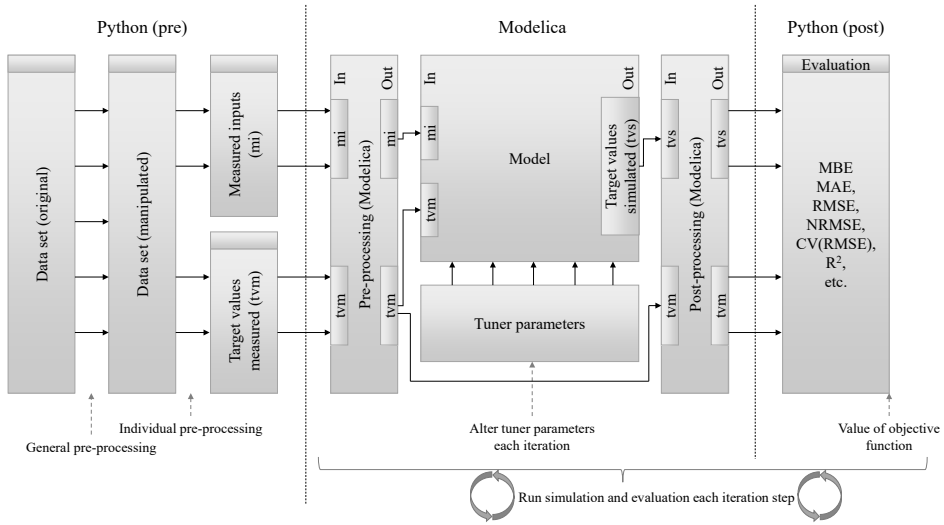 Python (pre)
Modelica
Python (post)
Data set (original)
Data set (manipulated)
Measured inputs
(mi)
Target values
measured (tvm)
In
Out
mi
mi
Pre-processing (Modelica)
tvm
tvm
In
Out
mi
tvm
Model
Target values
simulated (tvs)
Tuner parameters
In
Out
tvs
tvs
Post-processing (Modelica)
tvm
tvm
Evaluation
MBE
MAE,
RMSE,
NRMSE,
CV(RMSE),
R²,
etc.
Individual pre-processing
General pre-processing
Alter tuner parameters
each iteration
Value of objective
function
Run simulation and evaluation each iteration step